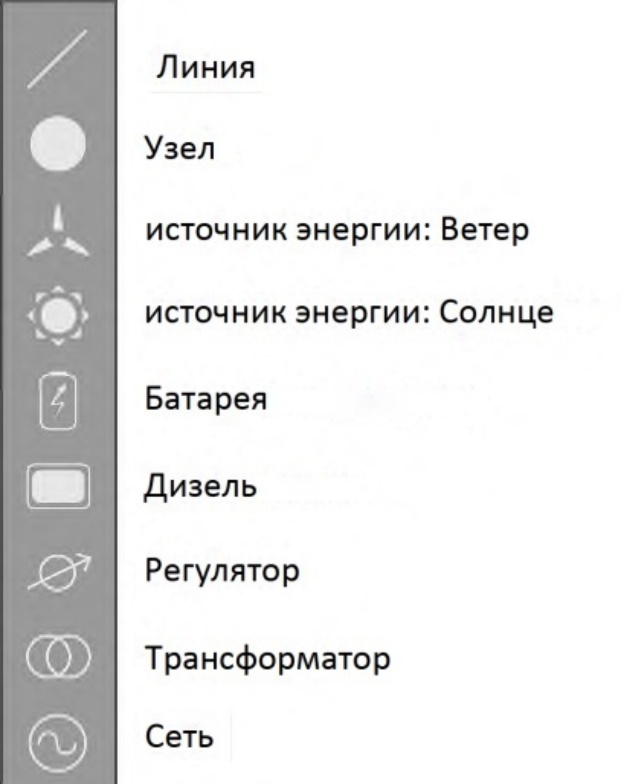 Линия
Узел
источник энергии: Ветер
источник энергии: Солнце
Батарея
Дизель
Регулятор
Трансформатор
Сеть